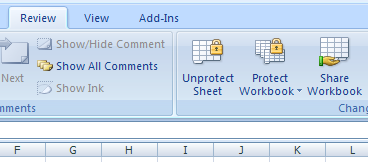 Review View Add-Ins
Next
Show/Hide Comment
Show All Comments
Show Ink
Unprotect
Sheet
Protect
Workbook
Share
Workbook
mments
Chang
F G H I J K L